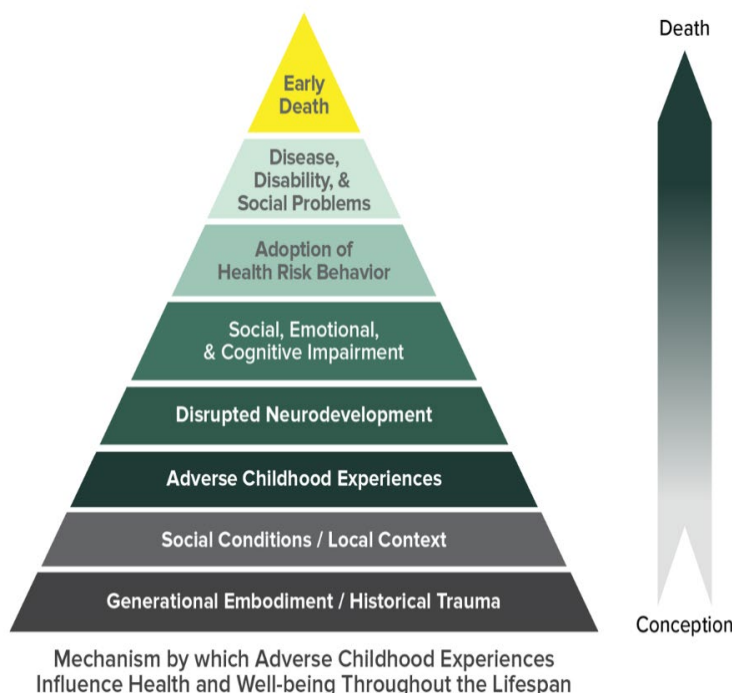 Death
Early
Death
Disease,
Disability, &
Social Problems
Adoption of
Health Risk Behavior
Social, Emotional,
& Cognitive Impairment
Disrupted Neurodevelopment
Adverse Childhood Experiences
Social Conditions / Local Context
Generational Embodiment / Historical Trauma
Conception
Mechanism by which Adverse Childhood Experiences
Influence Health and Well-being Throughout the Lifespan